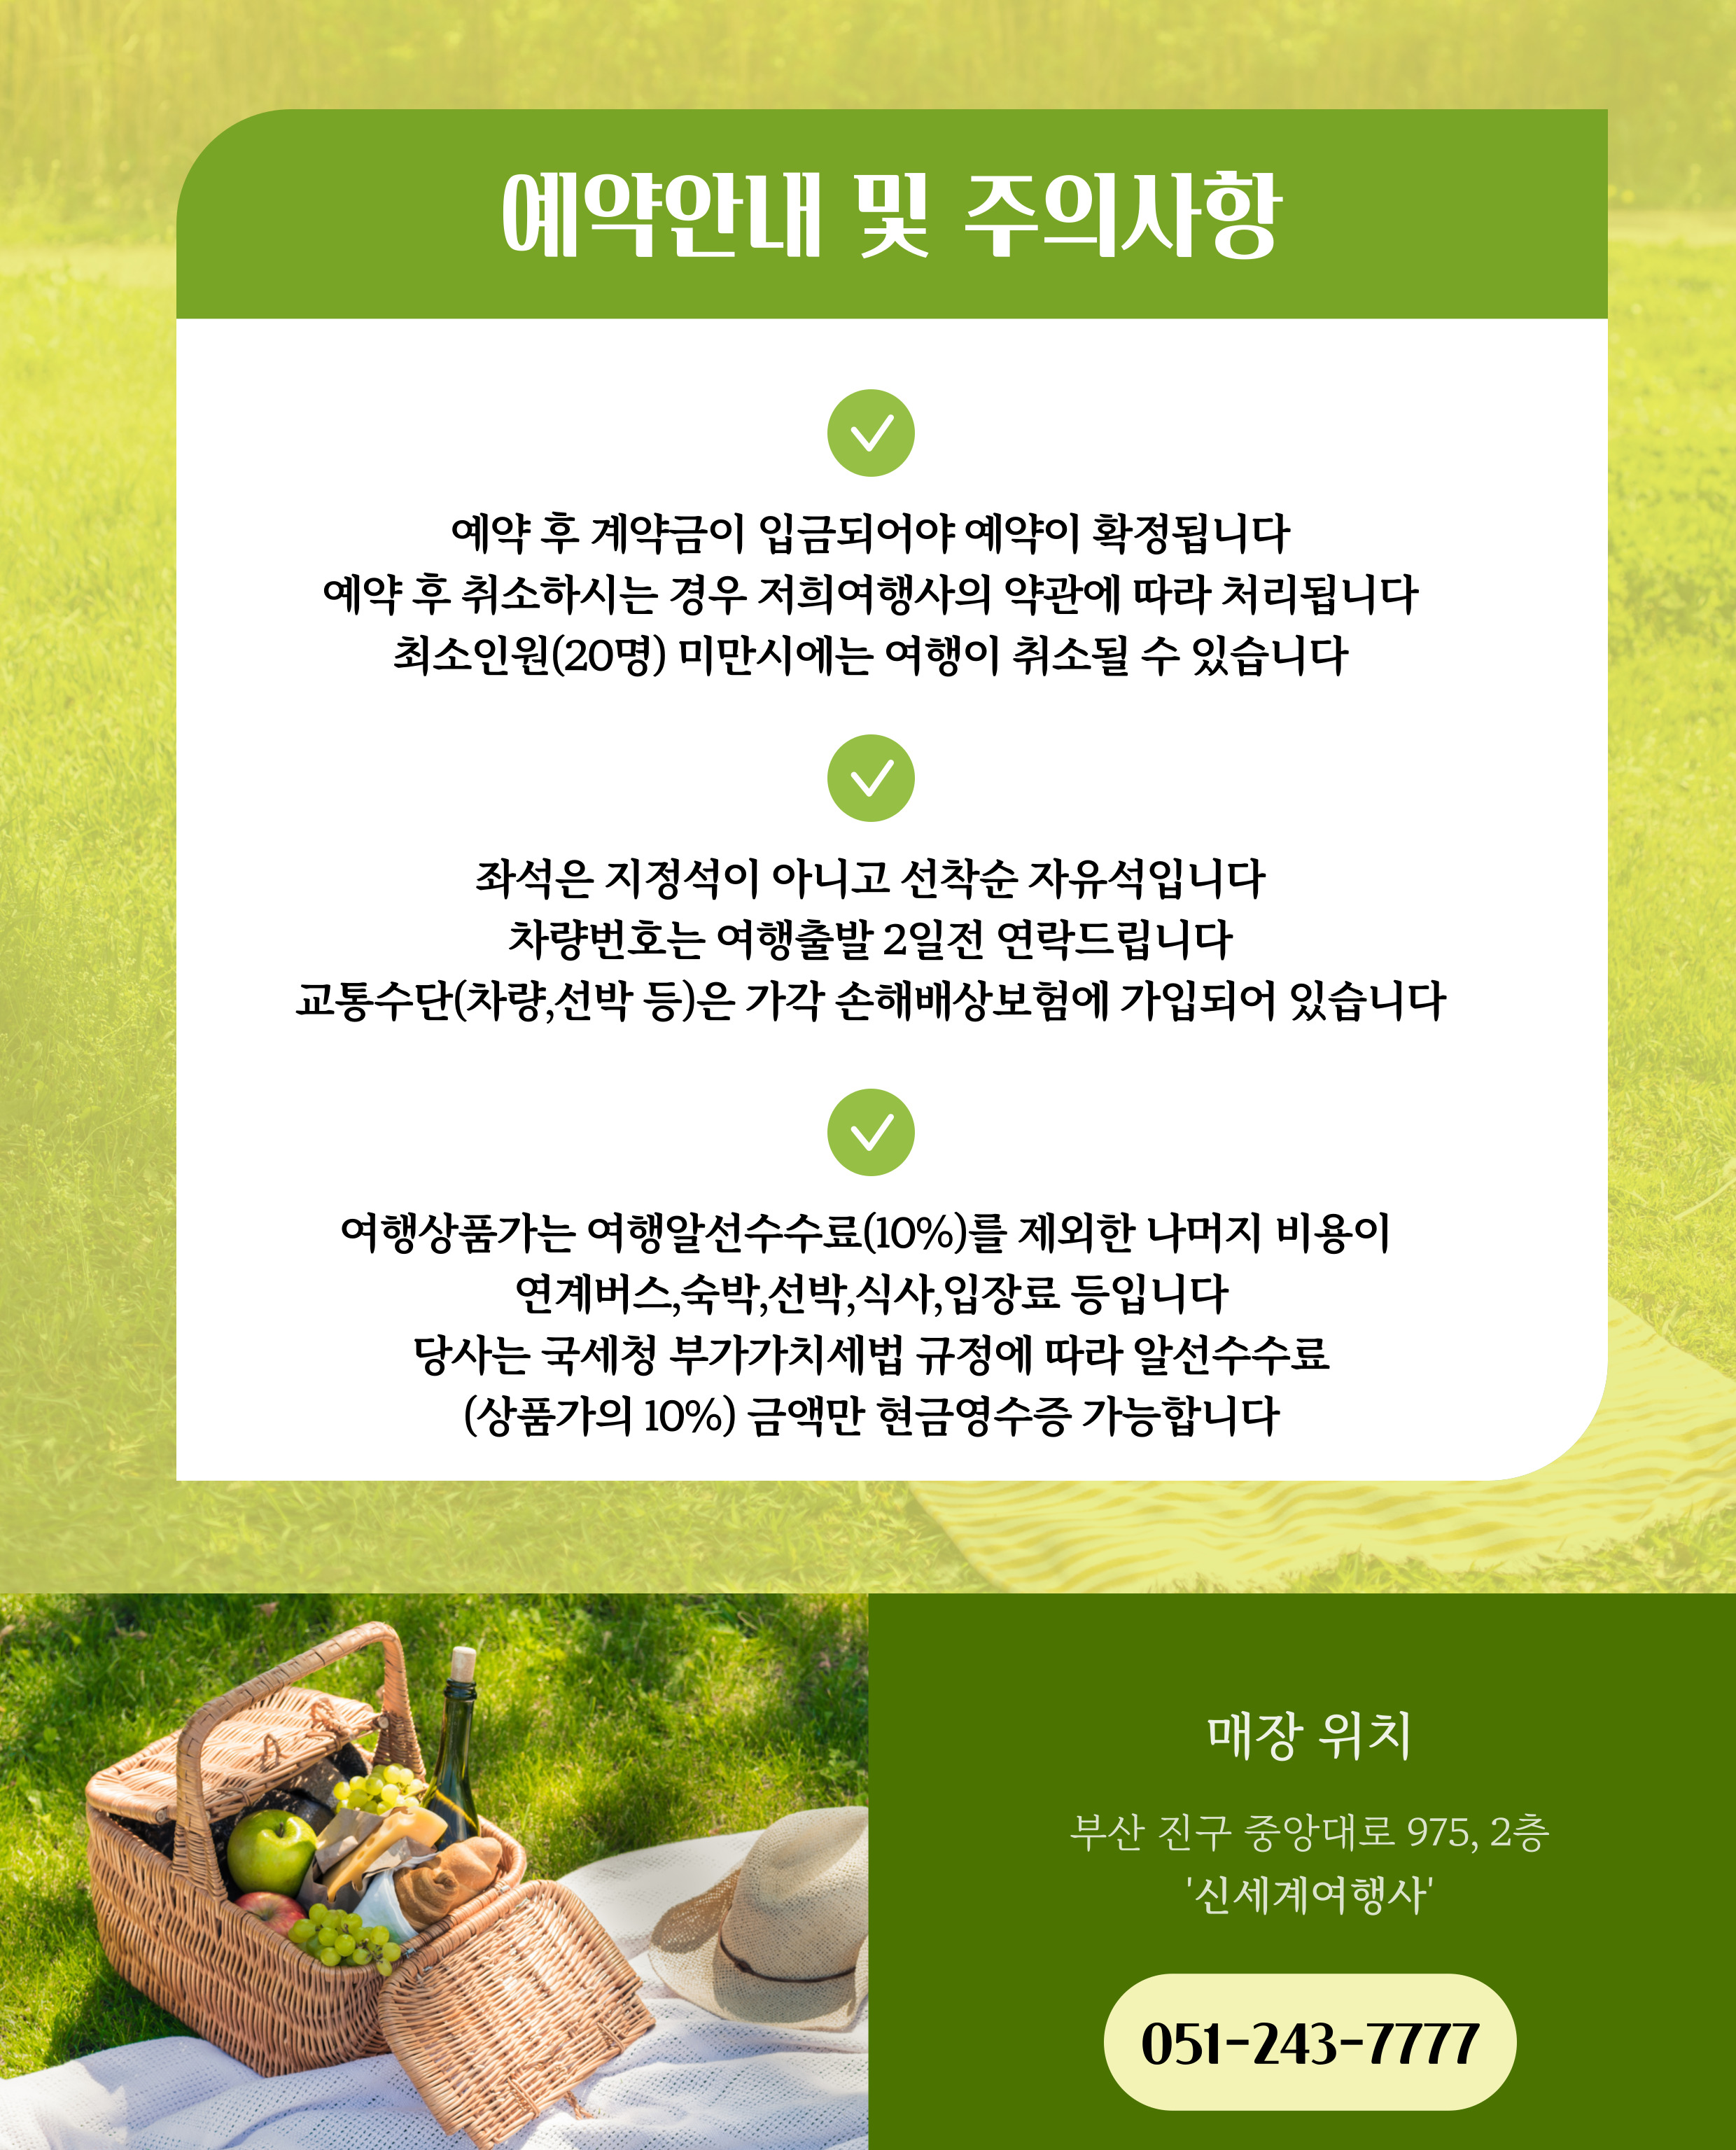 예약안내 및 주의사항
예약 후 계약금이 입금되어야 예약이 확정됩니다
예약 후 취소하시는 경우 저희여행사의 약관에 따라 처리됩니다
최소인원(20명) 미만시에는 여행이 취소될 수 있습니다
좌석은 지정석이 아니고 선착순 자유석입니다
차량번호는 여행출발 2일전 연락드립니다
교통수단(차량,선박 등)은 가각 손해배상보험에 가입되어 있습니다
여행상품가는 여행알선수수료(10%)를 제외한 나머지 비용이
연계버스,숙박,선박,식사,입장료 등입니다
당사는 국세청 부가가치세법 규정에 따라 알선수수료
(상품가의 10%) 금액만 현금영수증 가능합니다
매장 위치
부산 진구 중앙대로 975, 2층
'신세계여행사'
051-243-7777